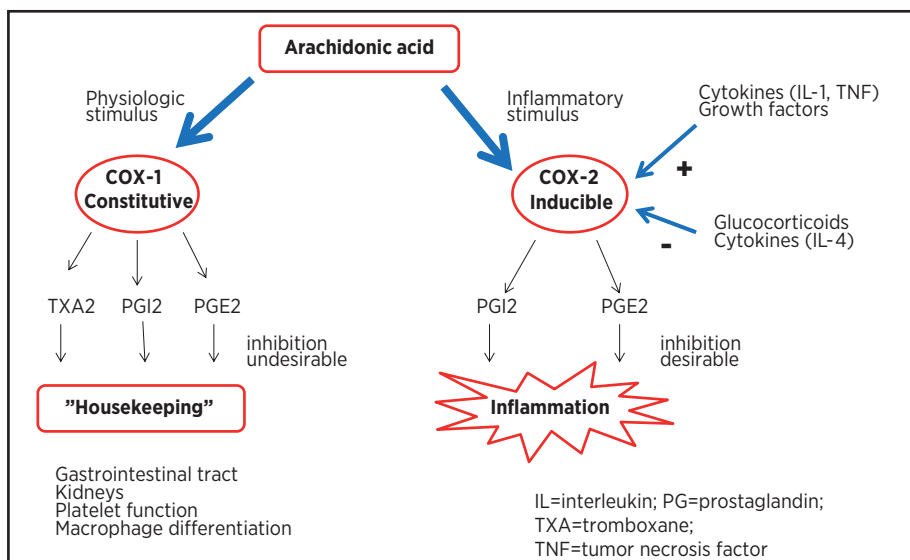 Arachidonic acid
Physiologic
stimulus
Inflammatory
stimulus
Cytokines (IL-1, TNF)
Growth factors
COX-1
Constitutive
COX-2
Inducible
+
Glucocorticoids
Cytokines (IL-4)
-
TXA2 PGI2 PGE2
PGI2 PGE2
inhibition
undesirable
inhibition
desirable
”Housekeeping”
Inflammation
Gastrointestinal tract
Kidneys
Platelet function
Macrophage differentiation
IL=interleukin; PG=prostaglandin;
TXA=tromboxane;
TNF=tumor necrosis factor